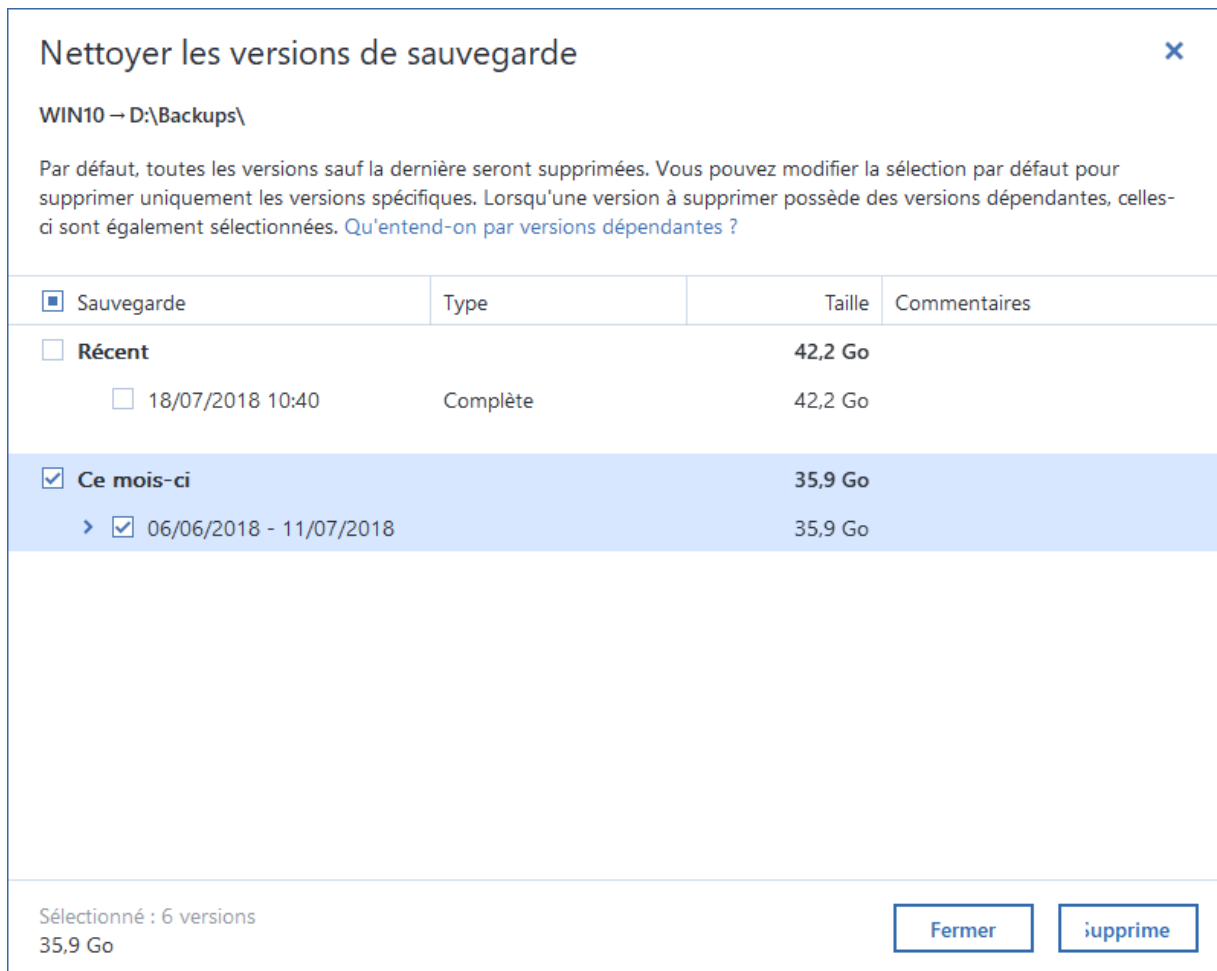 Nettoyer les versions de sauvegarde
WIN10 → D:\Backups\
Par défaut, toutes les versions sauf la dernière seront supprimées. Vous pouvez modifier la sélection par défaut pour
supprimer uniquement les versions spécifiques. Lorsqu'une version à supprimer possède des versions dépendantes, celles-
ci sont également sélectionnées. Qu'entend-on par versions dépendantes ?
Sauvegarde Type Taille Commentaires
Récent 42,2 Go
18/07/2018 10:40 Complète 42,2 Go
Ce mois-ci 35,9 Go
06/06/2018 - 11/07/2018 35,9 Go
Sélectionné : 6 versions
35,9 Go
Fermer Supprime